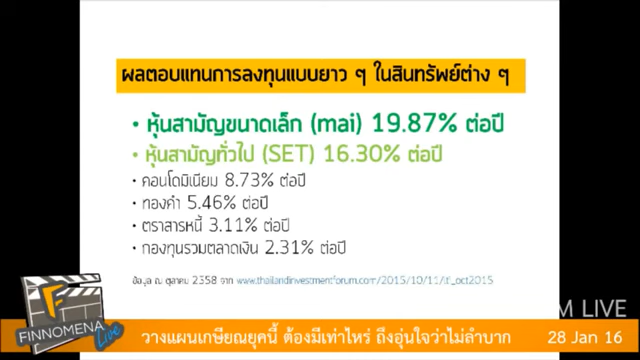 ผลตอบแทนการลงทุนแบบยาว ๆ ในสินทรัพย์ต่าง ๆ
• หุ้นสามัญขนาดเล็ก (mai) 19.87% ต่อปี
• หุ้นสามัญทั่วไป (SET) 16.30% ต่อปี
• คอนโดมิเนียม 8.73% ต่อปี
• ทองคำ 5.46% ต่อปี
• ตราสารหนี้ 3.11% ต่อปี
• กองทุนรวมตลาดเงิน 2.31% ต่อปี
ข้อมูล ณ ตุลาคม 2558 จาก
M LIVE
FINNOMENA Live
วางแผนเกษียณยุคนี้ ต้องมีเท่าไหร่ ถึงอุ่นใจว่าไม่ลำบาก 28 Jan 16